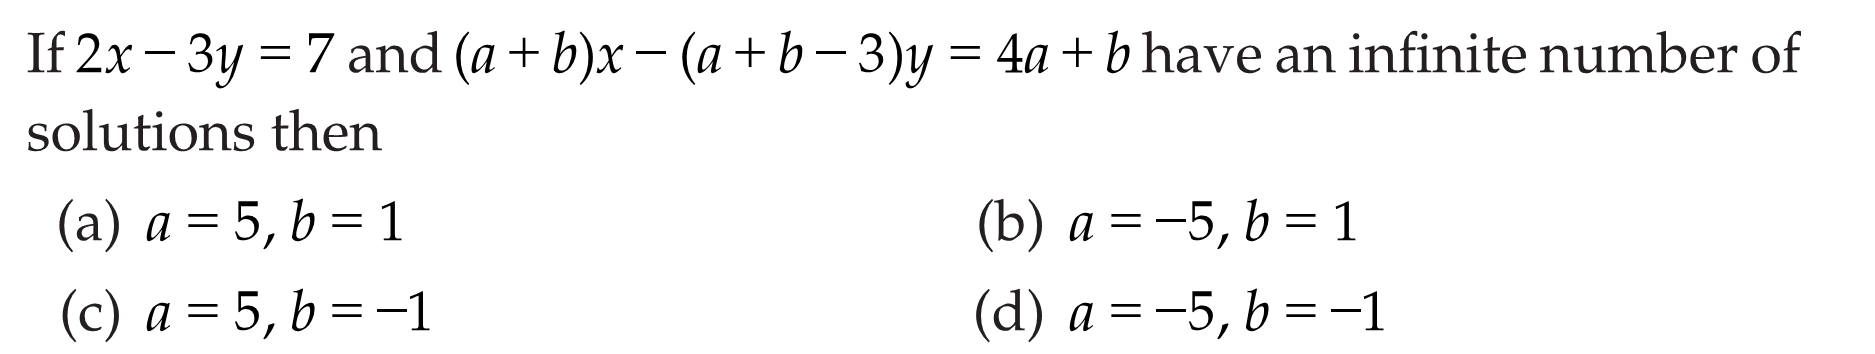 If 2x − 3y = 7 and (a + b)x − (a + b − 3)y = 4a + b have an infinite number of
solutions then
(a) a = 5, b = 1 (b) a = −5, b = 1
(c) a = 5, b = −1 (d) a = −5, b = −1